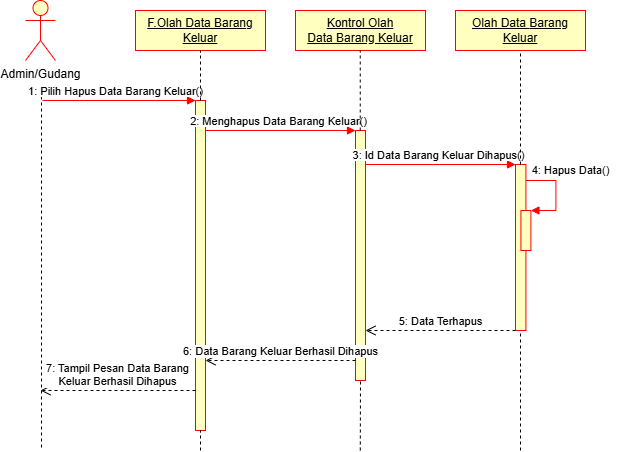 F.Olah Data Barang
Keluar
Kontrol Olah
Data Barang Keluar
Olah Data Barang
Keluar
Admin/Gudang
1: Pilih Hapus Data Barang Keluar()
2: Menghapus Data Barang Keluar()
3: Id Data Barang Keluar Dihapus()
4: Hapus Data()
5: Data Terhapus
6: Data Barang Keluar Berhasil Dihapus
7: Tampil Pesan Data Barang
Keluar Berhasil Dihapus